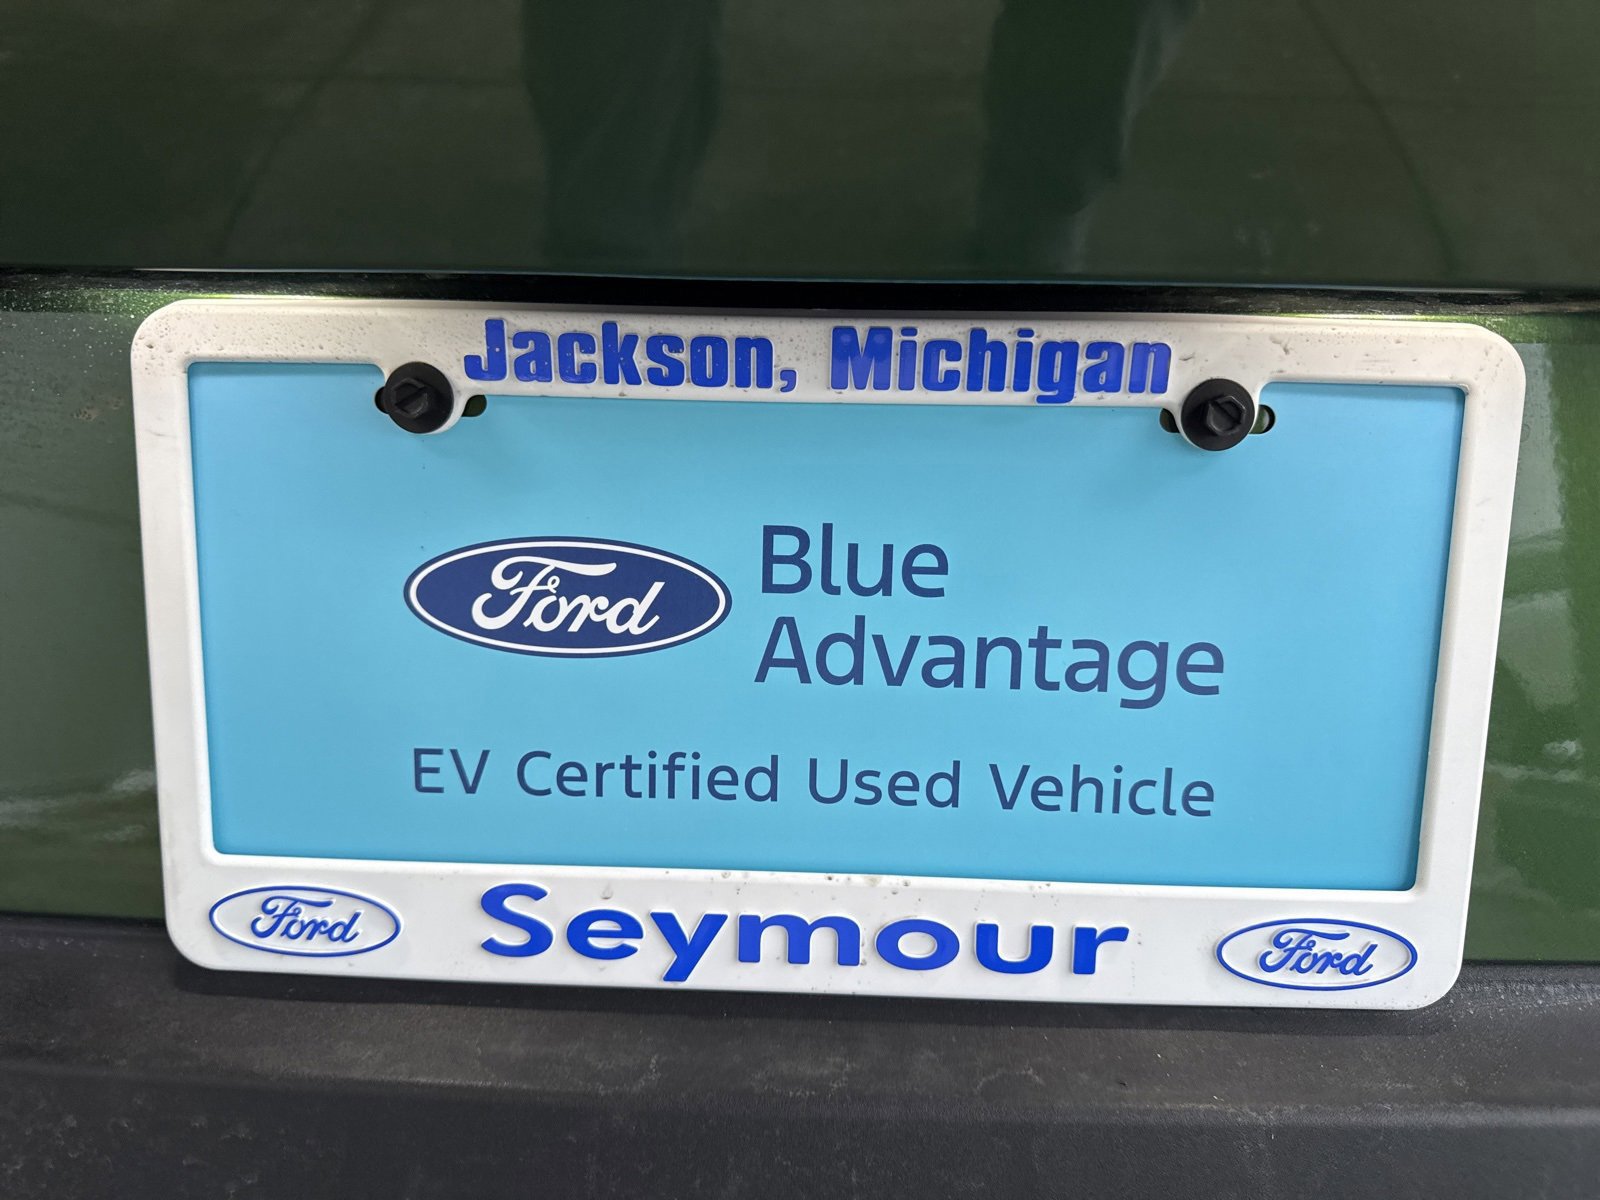 Jackson, Michigan
Ford
Blue
Advantage
EV Certified Used Vehicle
Ford
Seymour
Ford